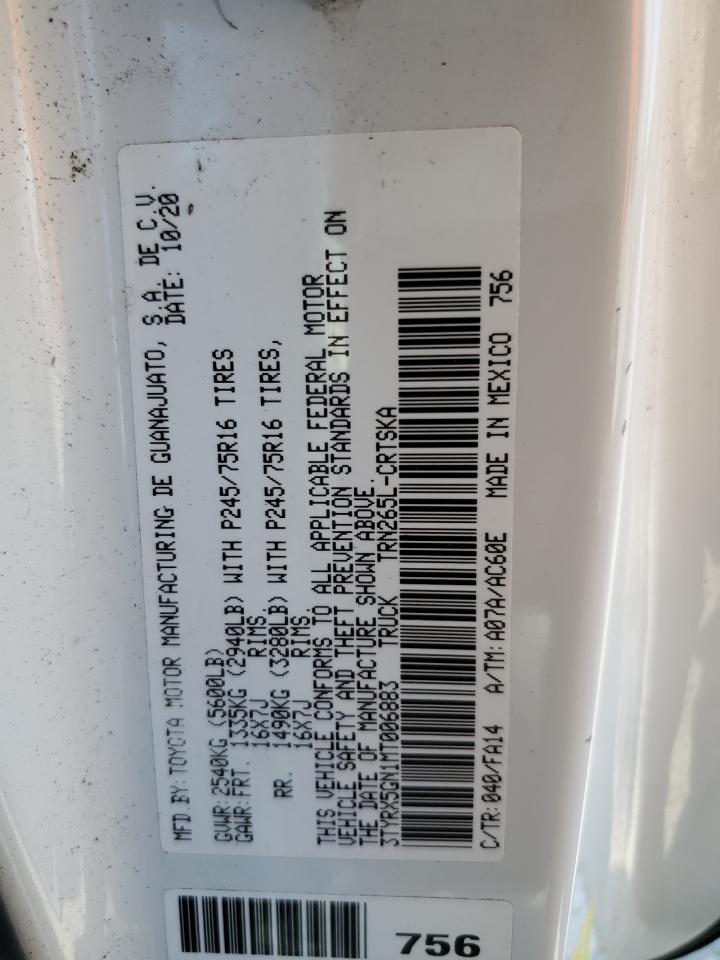 MFD.BY: TOYOTA MOTOR MANUFACTURING DE GUANAJUATO, S.A. DE C.V.
DATE: 10/20
GVWR: 2540KG (5600LB)
GAWR: FRT. 1335KG (2940LB) WITH P245/75R16 TIRES
16X7J RIMS,
RR. 1490KG (3280LB) WITH P245/75R16 TIRES,
16X7J RIMS.
THIS VEHICLE CONFORMS TO ALL APPLICABLE FEDERAL MOTOR
VEHICLE SAFETY AND THEFT PREVENTION STANDARDS IN EFFECT ON
THE DATE OF MANUFACTURE SHOWN ABOVE.
3TYRX5GN1MT006883 TRUCK TRN265L-CRTSKA
C/TR: 040/FA14 A/TM: A07A/AC60E MADE IN MEXICO 756
756